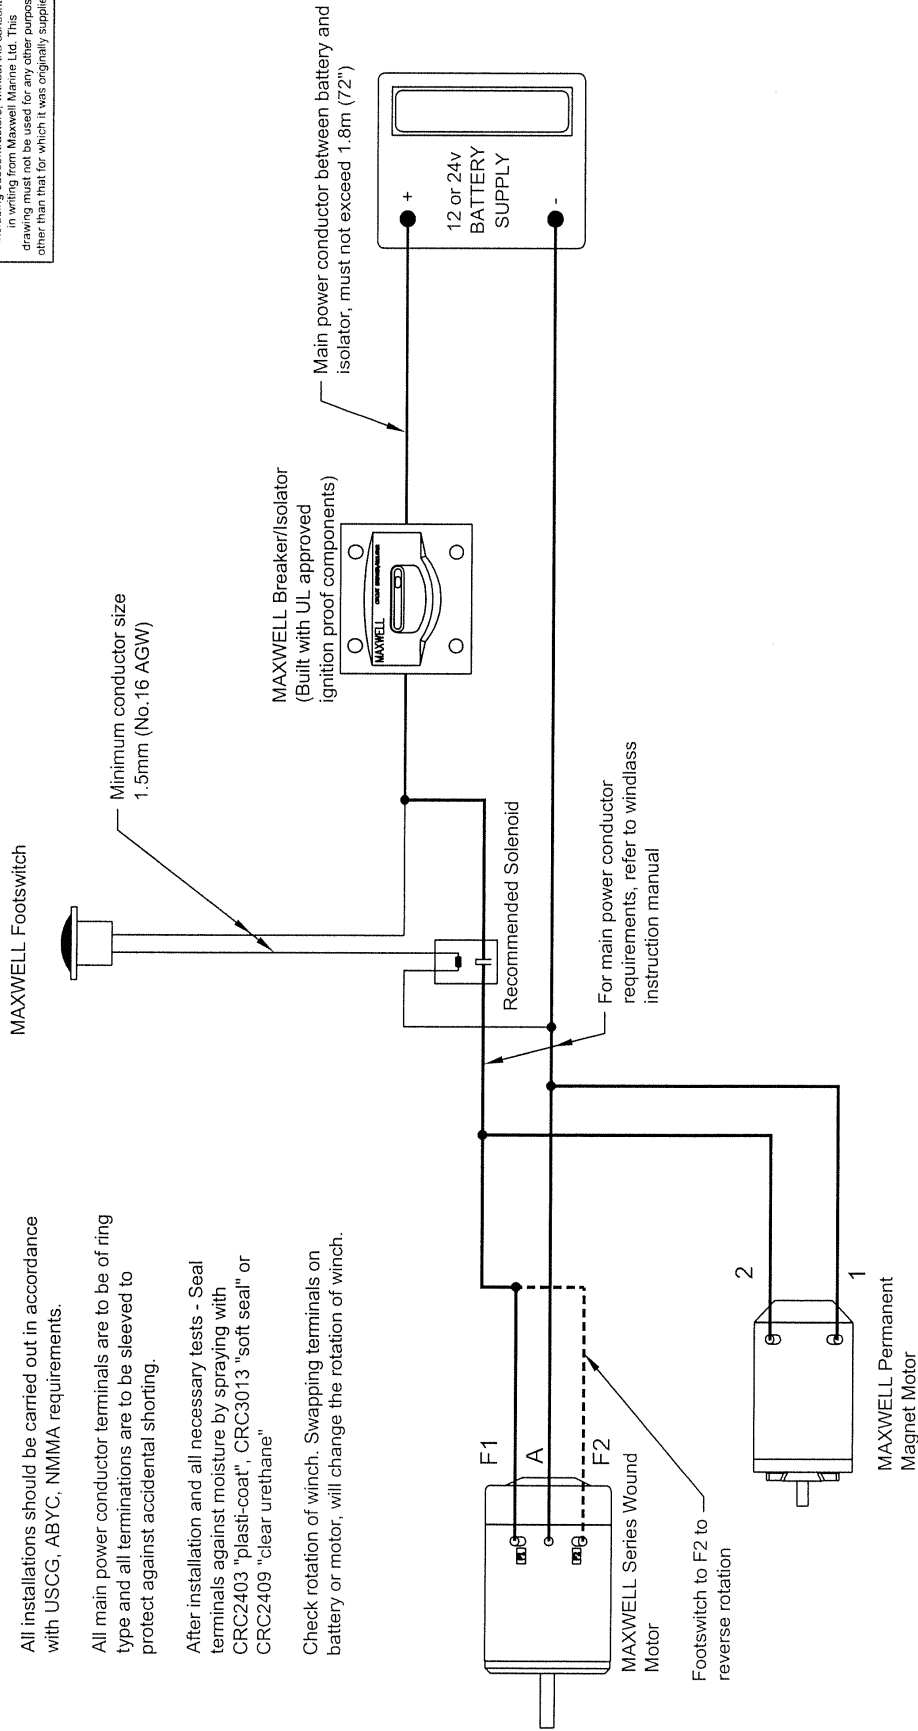 including subcontractors, without the consent
in writing from Maxwell Marine Ltd. This
drawing must not be used for any other purpose
other than that for which it was originally supplied
All installations should be carried out in accordance
with USCG, ABYC, NMMA requirements.
All main power conductor terminals are to be of ring
type and all terminations are to be sleeved to
protect against accidental shorting.
After installation and all necessary tests - Seal
terminals against moisture by spraying with
CRC2403 "plasti-coat", CRC3013 "soft seal" or
CRC2409 "clear urethane"
Check rotation of winch. Swapping terminals on
battery or motor, will change the rotation of winch.
MAXWELL Footswitch
Minimum conductor size
1.5mm (No.16 AGW)
MAXWELL Breaker/Isolator
(Built with UL approved
ignition proof components)
MAXWELL
Main power conductor between battery and
isolator, must not exceed 1.8m (72")
+
12 or 24v
BATTERY
SUPPLY
-
Recommended Solenoid
For main power conductor
requirements, refer to windlass
instruction manual
F1
A
F2
F1
F2
MAXWELL Series Wound
Motor
Footswitch to F2 to
reverse rotation
2
1
MAXWELL Permanent
Magnet Motor